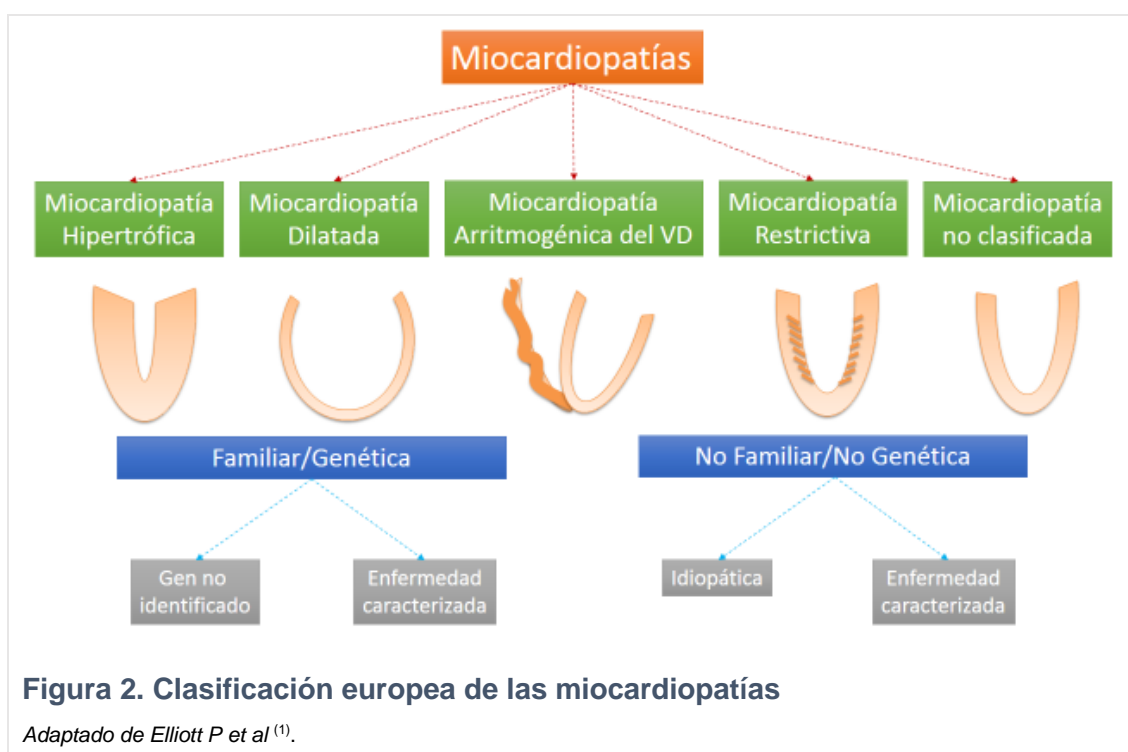 Miocardiopatías
Miocardiopatía
Hipertrófica
Miocardiopatía
Dilatada
Miocardiopatía
Arritmogénica del VD
Miocardiopatía
Restrictiva
Miocardiopatía
no clasificada
Familiar/Genética
No Familiar/No Genética
Gen no
identificado
Enfermedad
caracterizada
Idiopática
Enfermedad
caracterizada
Figura 2. Clasificación europea de las miocardiopatías
Adaptado de Elliott P et al (1).